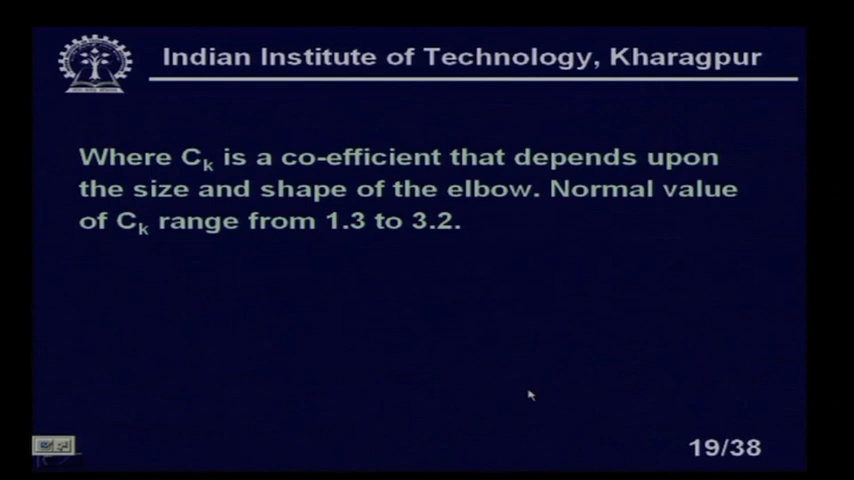 Indian Institute of Technology, Kharagpur
Where Ck is a co-efficient that depends upon
the size and shape of the elbow. Normal value
of Ck range from 1.3 to 3.2.
19/38